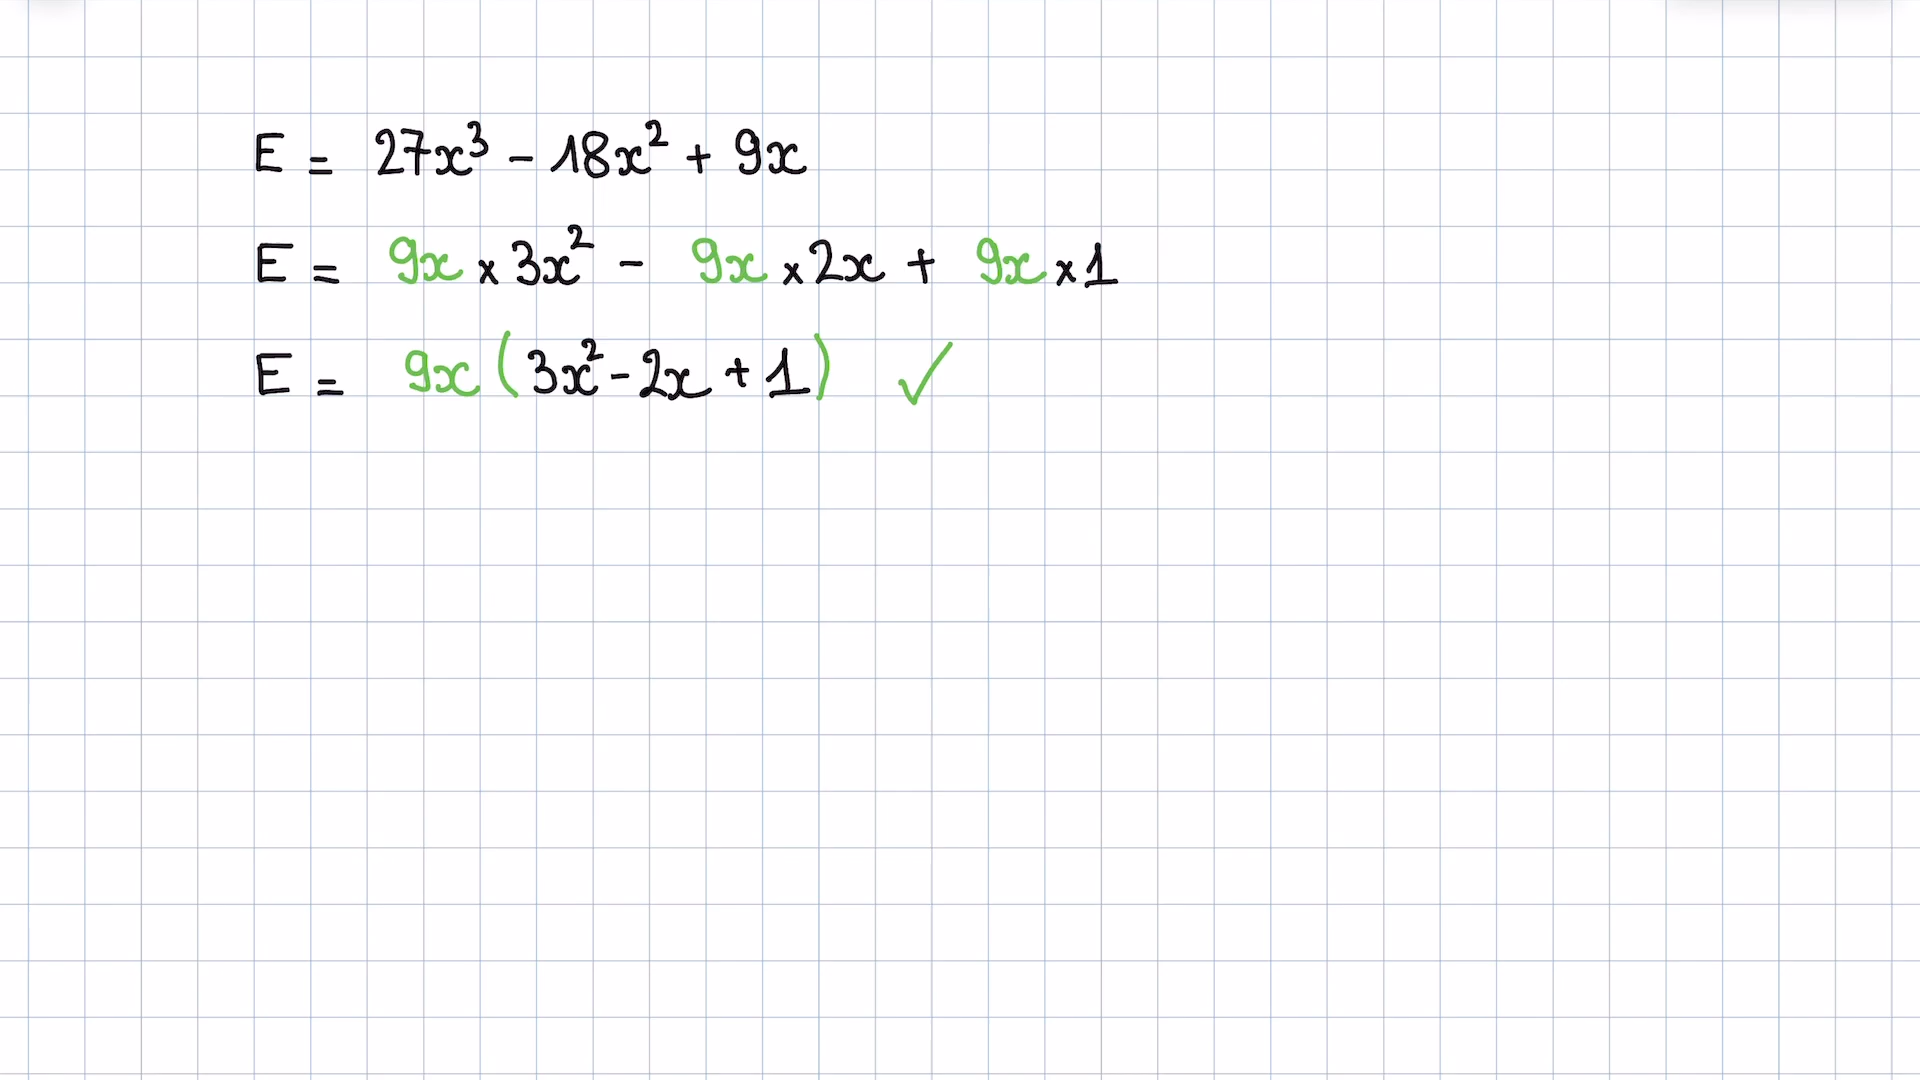 E = 27x³ - 18x² + 9x
E = 9x × 3x² - 9x × 2x + 9x × 1
E = 9x (3x² - 2x + 1) ✓